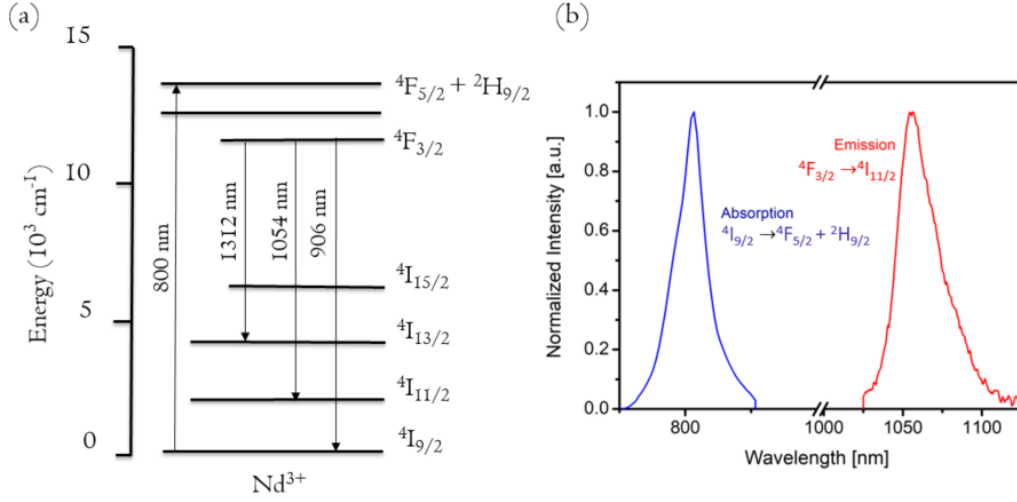 (a)
15
10
5
0
Energy (10³ cm⁻¹)
⁴F₅/₂ + ²H₉/₂
⁴F₃/₂
⁴I₁₅/₂
⁴I₁₃/₂
⁴I₁₁/₂
⁴I₉/₂
800 nm
1312 nm
1054 nm
906 nm
Nd³⁺
(b)
1.0
0.8
0.6
0.4
0.2
0.0
Normalized Intensity [a.u.]
Emission
⁴F₃/₂ → ⁴I₁₁/₂
Absorption
⁴I₉/₂ → ⁴F₅/₂ + ²H₉/₂
800
1000
1050
1100
Wavelength [nm]